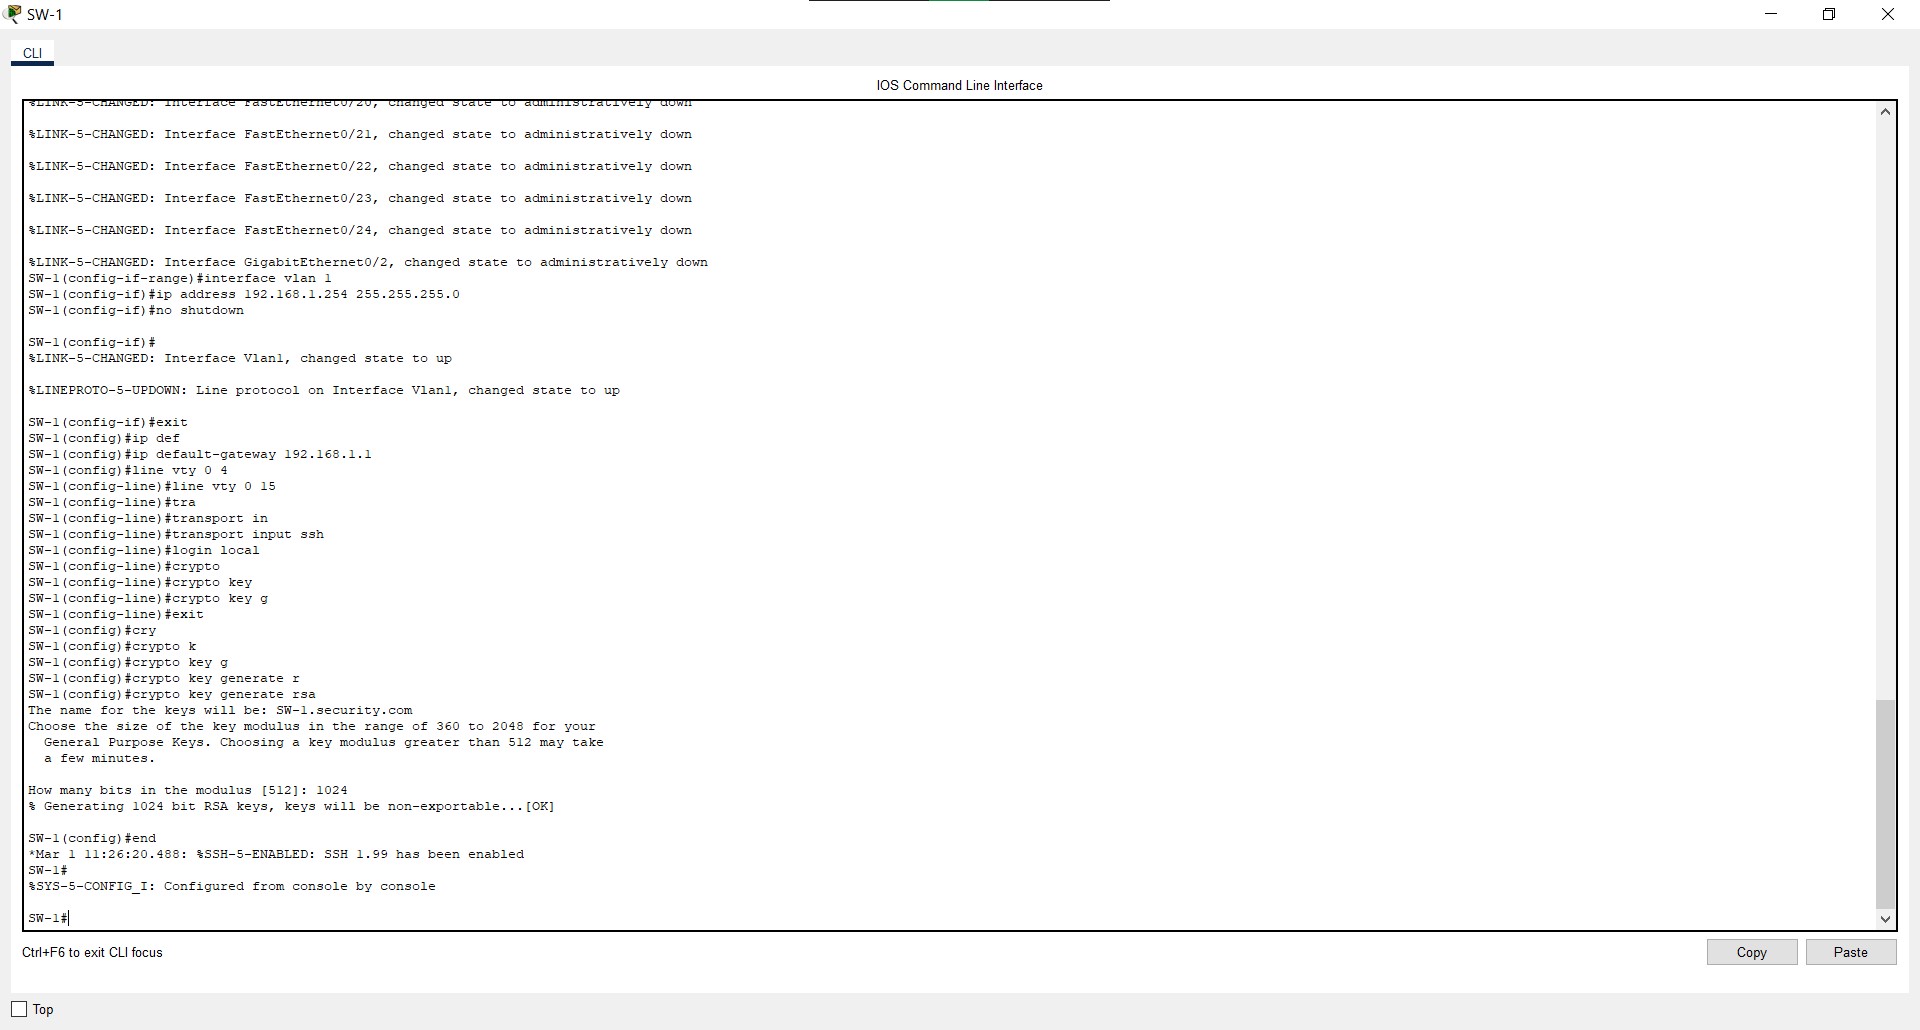 SW-1
CLI
IOS Command Line Interface
%LINK-5-CHANGED: Interface FastEthernet0/20, changed state to administratively down
%LINK-5-CHANGED: Interface FastEthernet0/21, changed state to administratively down
%LINK-5-CHANGED: Interface FastEthernet0/22, changed state to administratively down
%LINK-5-CHANGED: Interface FastEthernet0/23, changed state to administratively down
%LINK-5-CHANGED: Interface FastEthernet0/24, changed state to administratively down
%LINK-5-CHANGED: Interface GigabitEthernet0/2, changed state to administratively down
SW-1(config-if-range)#interface vlan 1
SW-1(config-if)#ip address 192.168.1.254 255.255.255.0
SW-1(config-if)#no shutdown
SW-1(config-if)#
%LINK-5-CHANGED: Interface Vlan1, changed state to up
%LINEPROTO-5-UPDOWN: Line protocol on Interface Vlan1, changed state to up
SW-1(config-if)#exit
SW-1(config)#ip def
SW-1(config)#ip default-gateway 192.168.1.1
SW-1(config)#line vty 0 4
SW-1(config-line)#line vty 0 15
SW-1(config-line)#tra
SW-1(config-line)#transport in
SW-1(config-line)#transport input ssh
SW-1(config-line)#login local
SW-1(config-line)#crypto
SW-1(config-line)#crypto key
SW-1(config-line)#crypto key g
SW-1(config-line)#exit
SW-1(config)#cry
SW-1(config)#crypto k
SW-1(config)#crypto key g
SW-1(config)#crypto key generate r
SW-1(config)#crypto key generate rsa
The name for the keys will be: SW-1.security.com
Choose the size of the key modulus in the range of 360 to 2048 for your
General Purpose Keys. Choosing a key modulus greater than 512 may take
a few minutes.
How many bits in the modulus [512]: 1024
% Generating 1024 bit RSA keys, keys will be non-exportable...[OK]
SW-1(config)#end
*Mar 1 11:26:20.488: %SSH-5-ENABLED: SSH 1.99 has been enabled
SW-1#
%SYS-5-CONFIG_I: Configured from console by console
SW-1#
Ctrl+F6 to exit CLI focus
Copy
Paste
Top